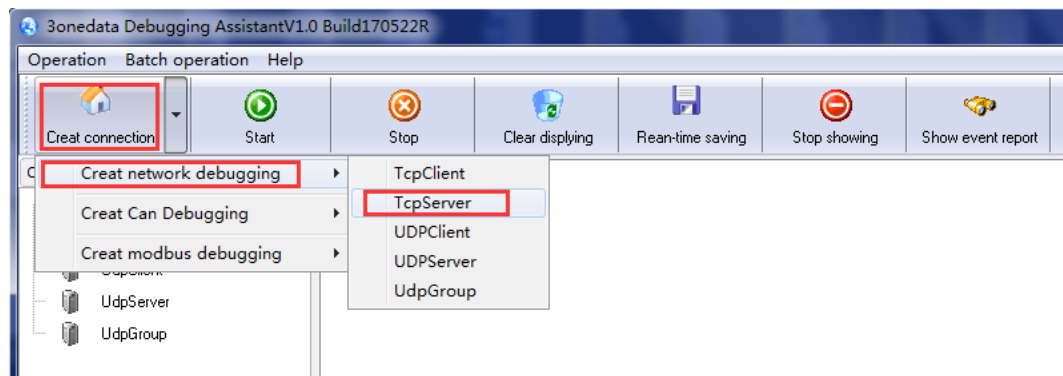 3onedata Debugging AssistantV1.0 Build170522R
Operation Batch operation Help
Creat connection Start Stop Clear displying Rean-time saving Stop showing Show event report
Creat network debugging
Creat Can Debugging
Creat modbus debugging
TcpClient
TcpServer
UDPClient
UDPServer
UdpGroup
UdpServer
UdpGroup